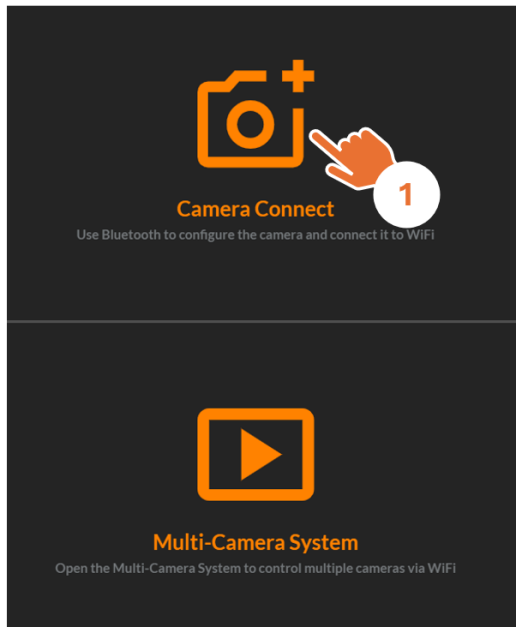 1
Camera Connect
Use Bluetooth to configure the camera and connect it to WiFi
Multi-Camera System
Open the Multi-Camera System to control multiple cameras via WiFi